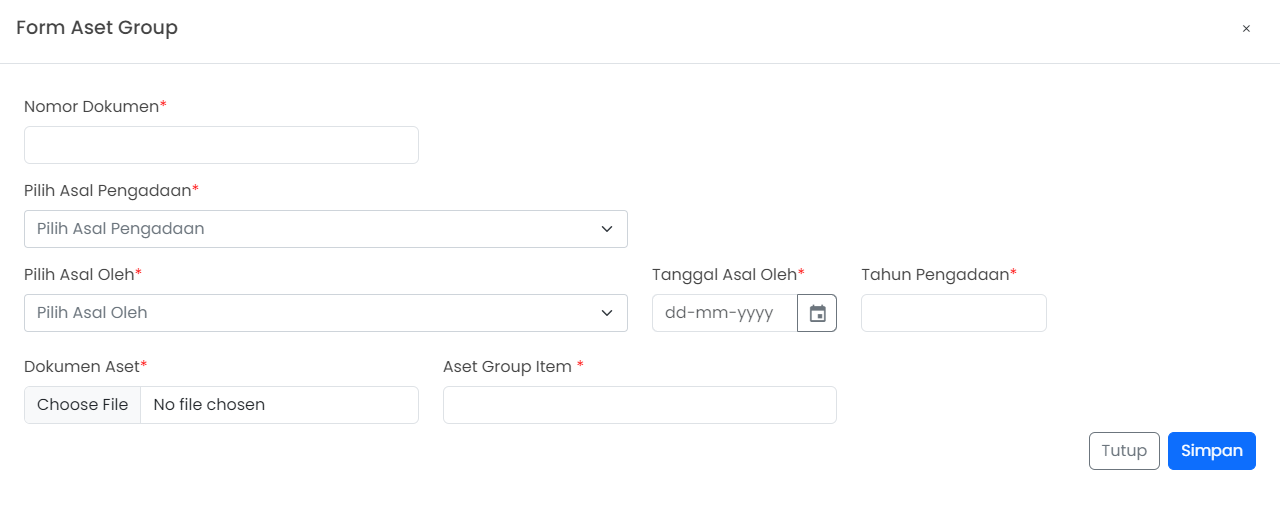 Form Aset Group ×
Nomor Dokumen*
Pilih Asal Pengadaan*
Pilih Asal Pengadaan
Pilih Asal Oleh* Tanggal Asal Oleh* Tahun Pengadaan*
Pilih Asal Oleh dd-mm-yyyy
Dokumen Aset* Aset Group Item *
Choose File No file chosen
Tutup Simpan